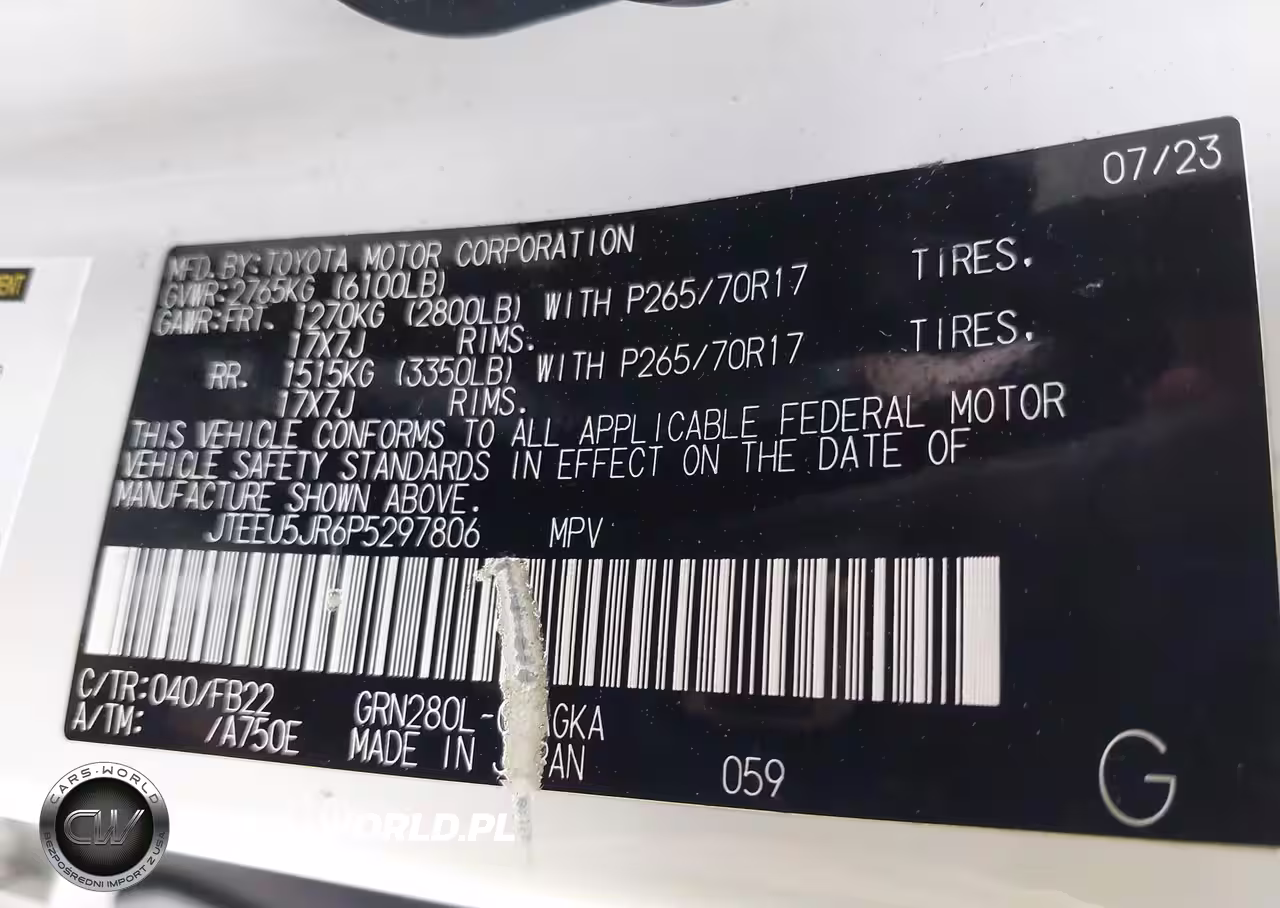 07/23
MFD.BY:TOYOTA MOTOR CORPORATION
GVWR:2765KG (6100LB)
GAWR:FRT. 1270KG (2800LB) WITH P265/70R17 TIRES.
17X7J RIMS.
RR. 1515KG (3350LB) WITH P265/70R17 TIRES.
17X7J RIMS.
THIS VEHICLE CONFORMS TO ALL APPLICABLE FEDERAL MOTOR
VEHICLE SAFETY STANDARDS IN EFFECT ON THE DATE OF
MANUFACTURE SHOWN ABOVE.
JTEEU5JR6P5297806 MPV
C/TR:040/FB22
A/TM: /A750E
GRN280L- GKA
MADE IN
059
G
CARS-WORLD
CW
BEZPOŚREDNI IMPORT Z USA